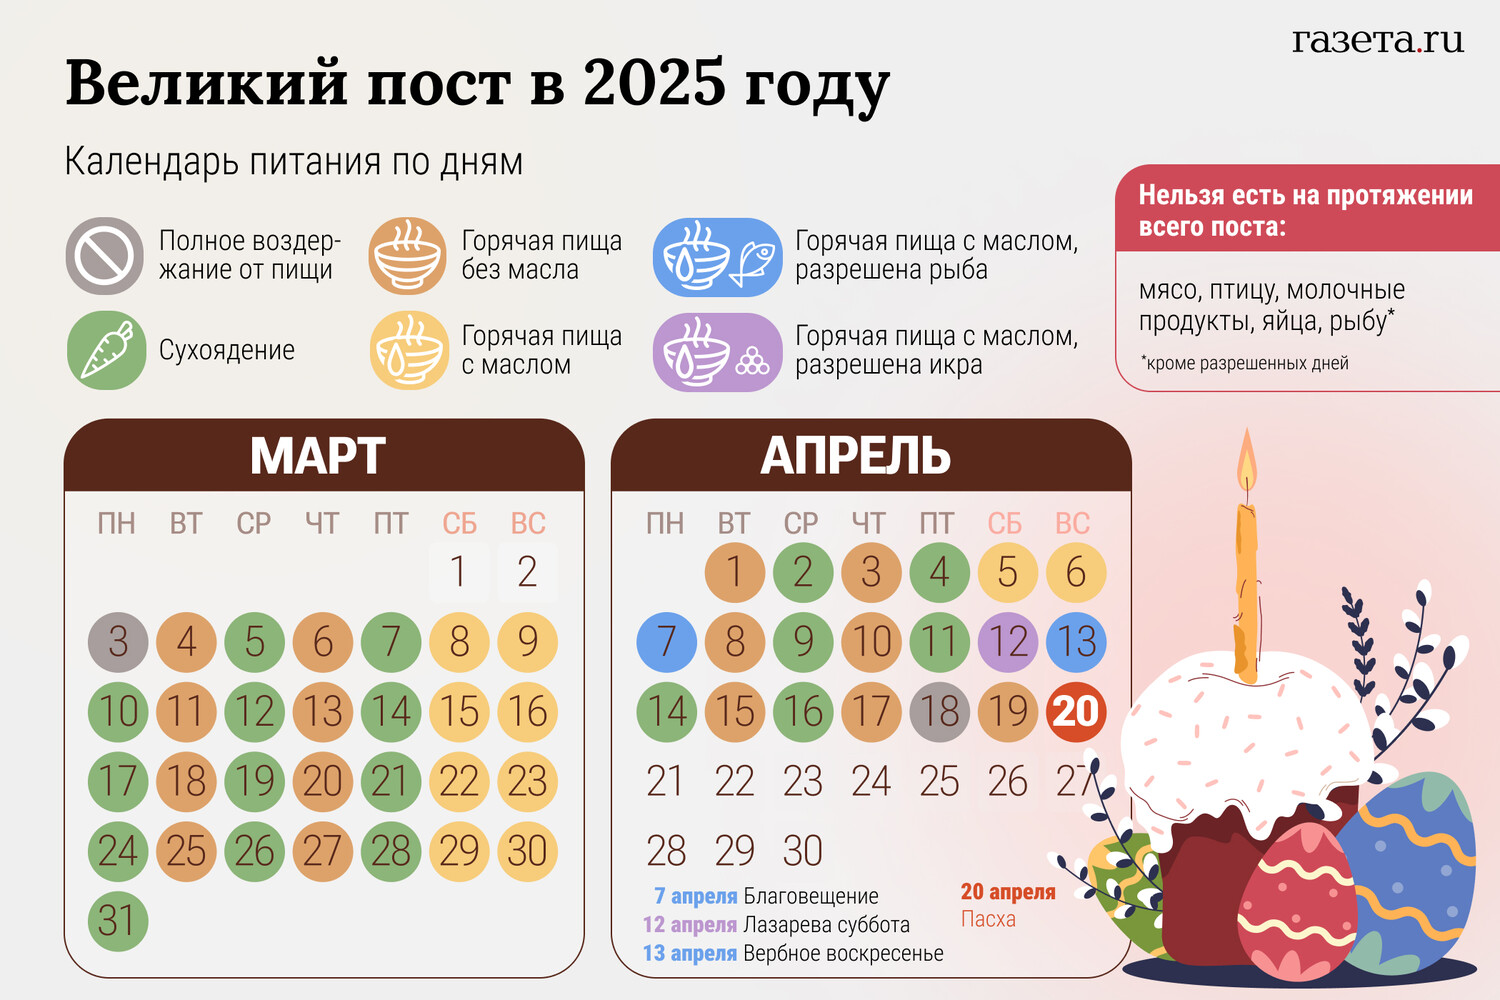 газета.ru
Великий пост в 2025 году
Календарь питания по дням
Полное воздер-
жание от пищи
Горячая пища
без масла
Горячая пища с маслом,
разрешена рыба
Сухоядение
Горячая пища
с маслом
Горячая пища с маслом,
разрешена икра
Нельзя есть на протяжении
всего поста:
мясо, птицу, молочные
продукты, яйца, рыбу*
*кроме разрешенных дней
МАРТ
ПН ВТ СР ЧТ ПТ СБ ВС
1 2
3 4 5 6 7 8 9
10 11 12 13 14 15 16
17 18 19 20 21 22 23
24 25 26 27 28 29 30
31
АПРЕЛЬ
ПН ВТ СР ЧТ ПТ СБ ВС
1 2 3 4 5 6
7 8 9 10 11 12 13
14 15 16 17 18 19 20
21 22 23 24 25 26 27
28 29 30
7 апреля Благовещение
12 апреля Лазарева суббота
13 апреля Вербное воскресенье
20 апреля
Пасха